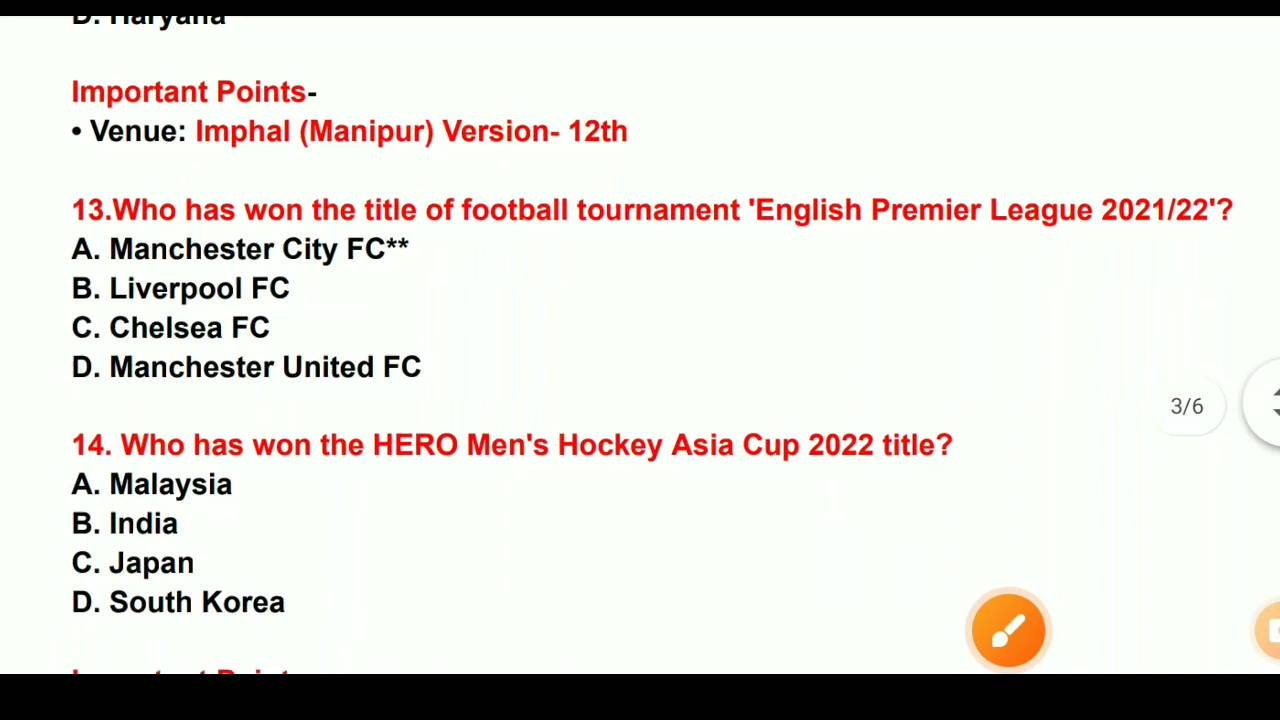 D. Haryana
Important Points-
• Venue: Imphal (Manipur) Version- 12th
13.Who has won the title of football tournament 'English Premier League 2021/22'?
A. Manchester City FC**
B. Liverpool FC
C. Chelsea FC
D. Manchester United FC
3/6
14. Who has won the HERO Men's Hockey Asia Cup 2022 title?
A. Malaysia
B. India
C. Japan
D. South Korea